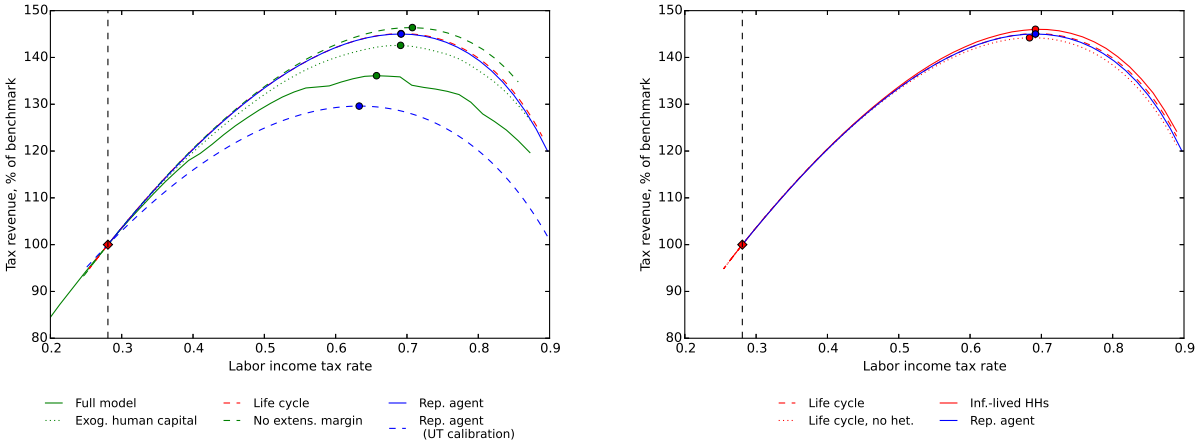 150
140
130
120
110
100
90
80
Tax revenue, % of benchmark
0.2 0.3 0.4 0.5 0.6 0.7 0.8 0.9
Labor income tax rate
Full model
Exog. human capital
Life cycle
No extens. margin
Rep. agent
Rep. agent
(UT calibration)
150
140
130
120
110
100
90
80
Tax revenue, % of benchmark
0.2 0.3 0.4 0.5 0.6 0.7 0.8 0.9
Labor income tax rate
Life cycle
Life cycle, no het.
Inf.-lived HHs
Rep. agent